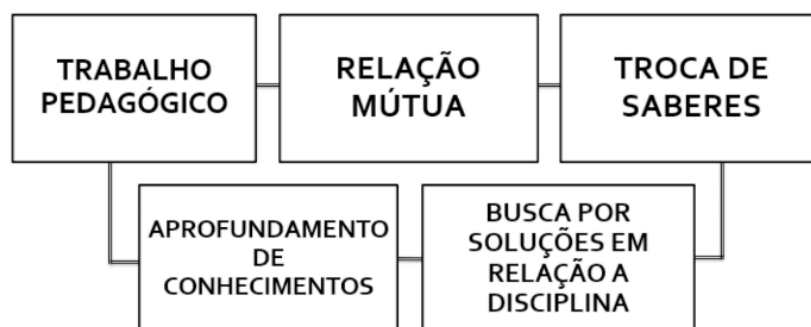 TRABALHO
PEDAGÓGICO
RELAÇÃO
MÚTUA
TROCA DE
SABERES
APROFUNDAMENTO
DE
CONHECIMENTOS
BUSCA POR
SOLUÇÕES EM
RELAÇÃO A
DISCIPLINA